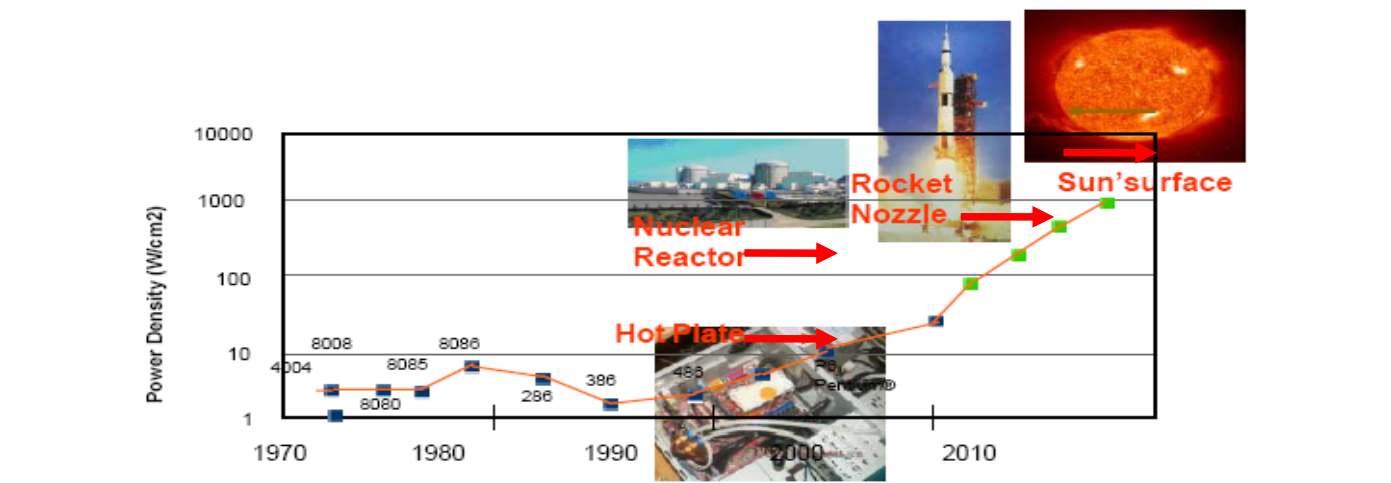 10000
1000
100
10
1
Power Density (W/cm2)
Rocket
Nozzle
Sun'surface
Nuclear
Reactor
Hot Plate
4004
8008
8080
8085
8086
286
386
486
P6
Pentium®
1970
1980
1990
2000
2010